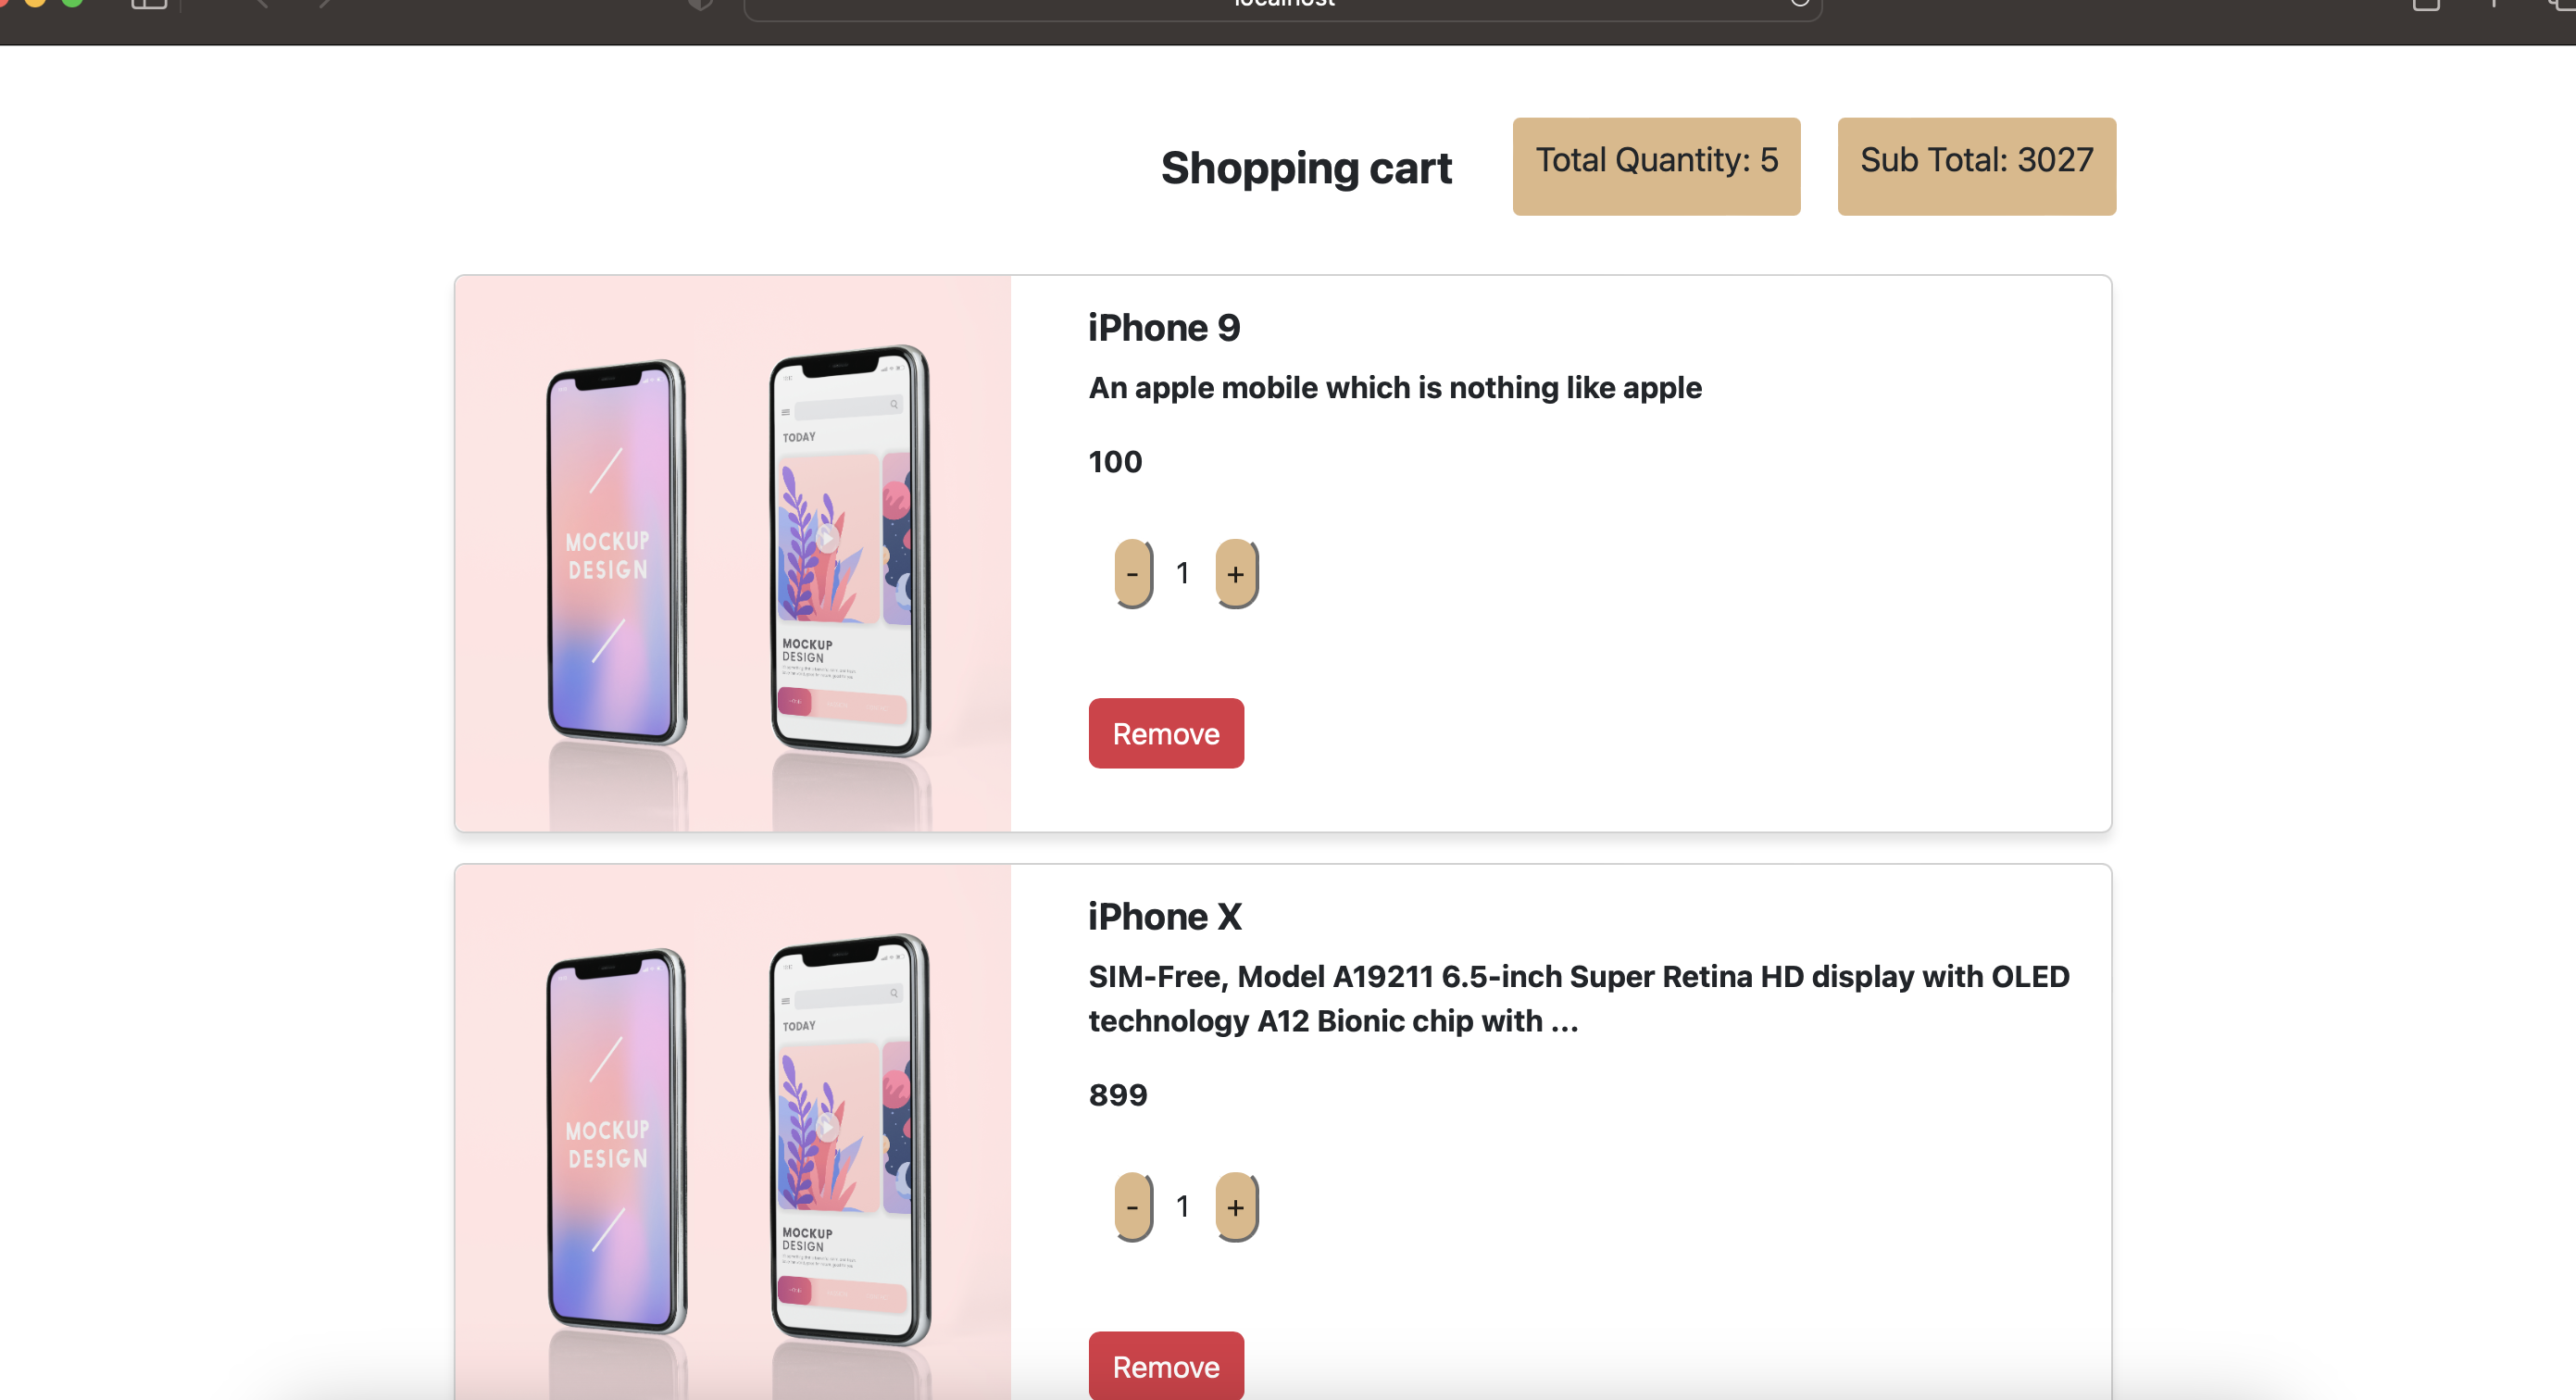 Shopping cart
Total Quantity: 5
Sub Total: 3027
iPhone 9
An apple mobile which is nothing like apple
100
- 1 +
Remove
MOCKUP
DESIGN
TODAY
MOCKUP
DESIGN
iPhone X
SIM-Free, Model A19211 6.5-inch Super Retina HD display with OLED
technology A12 Bionic chip with ...
899
- 1 +
Remove
MOCKUP
DESIGN
TODAY
MOCKUP
DESIGN